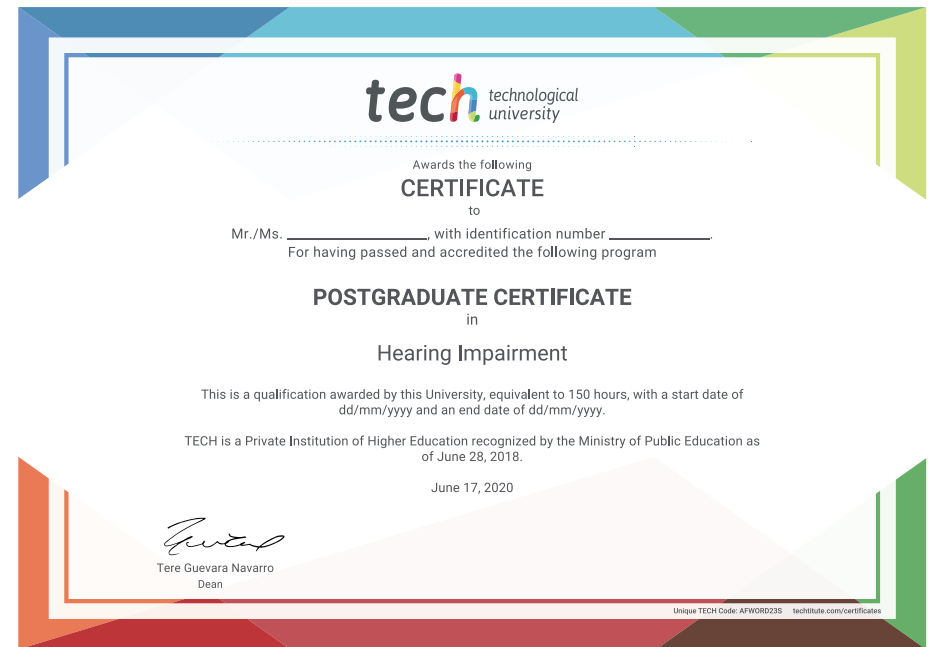 tech technological
university
Awards the following
CERTIFICATE
to
Mr./Ms. ____________________, with identification number ______________.
For having passed and accredited the following program
POSTGRADUATE CERTIFICATE
in
Hearing Impairment
This is a qualification awarded by this University, equivalent to 150 hours, with a start date of
dd/mm/yyyy and an end date of dd/mm/yyyy.
TECH is a Private Institution of Higher Education recognized by the Ministry of Public Education as
of June 28, 2018.
June 17, 2020
Tere Guevara Navarro
Dean
Unique TECH Code: AFWORD23S techtitute.com/certificates